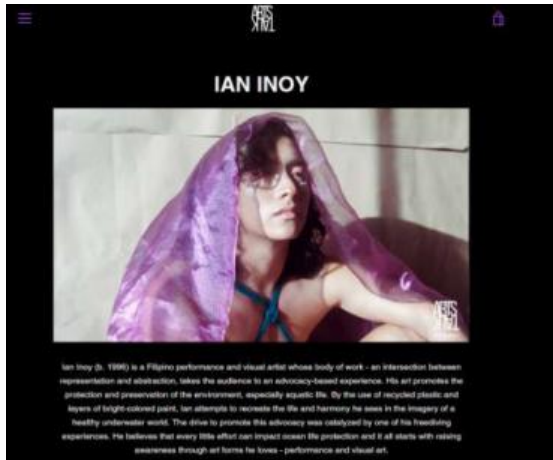 ARTS
TALK
IAN INOY
ARTS
TALK
Ian Inoy (b. 1996) is a Filipino performance and visual artist whose body of work - an intersection between
representation and abstraction, takes the audience to an advocacy-based experience. His art promotes the
protection and preservation of the environment, especially aquatic life. By the use of recycled plastic and
layers of bright-colored paint, Ian attempts to recreate the life and harmony he sees in the imagery of a
healthy underwater world. The drive to promote this advocacy was catalyzed by one of his freediving
experiences. He believes that every little effort can impact ocean life protection and it all starts with raising
awareness through art forms he loves - performance and visual art.